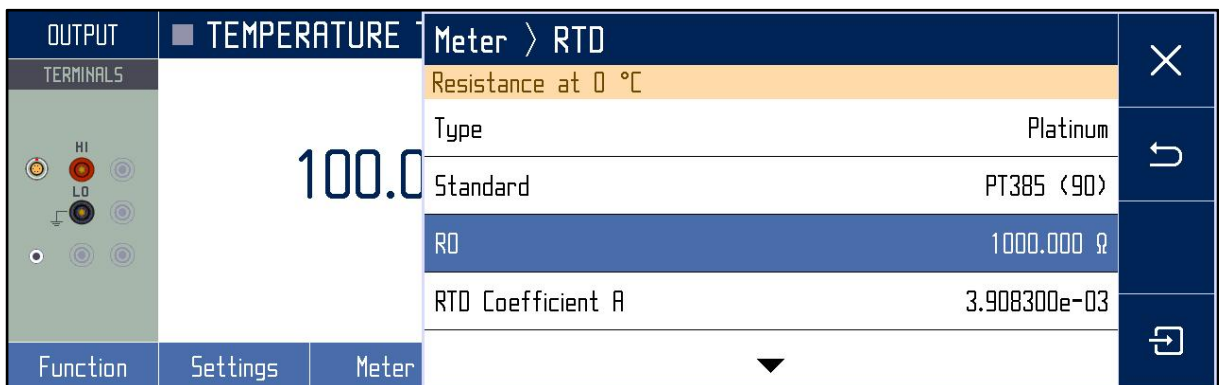 OUTPUT
TEMPERATURE
Meter > RTD
TERMINALS
Resistance at 0 °C
Type Platinum
HI
100.0
Standard PT385 (90)
LO
R0 1000.000 Ω
RTD Coefficient A 3.908300e-03
Function Settings Meter